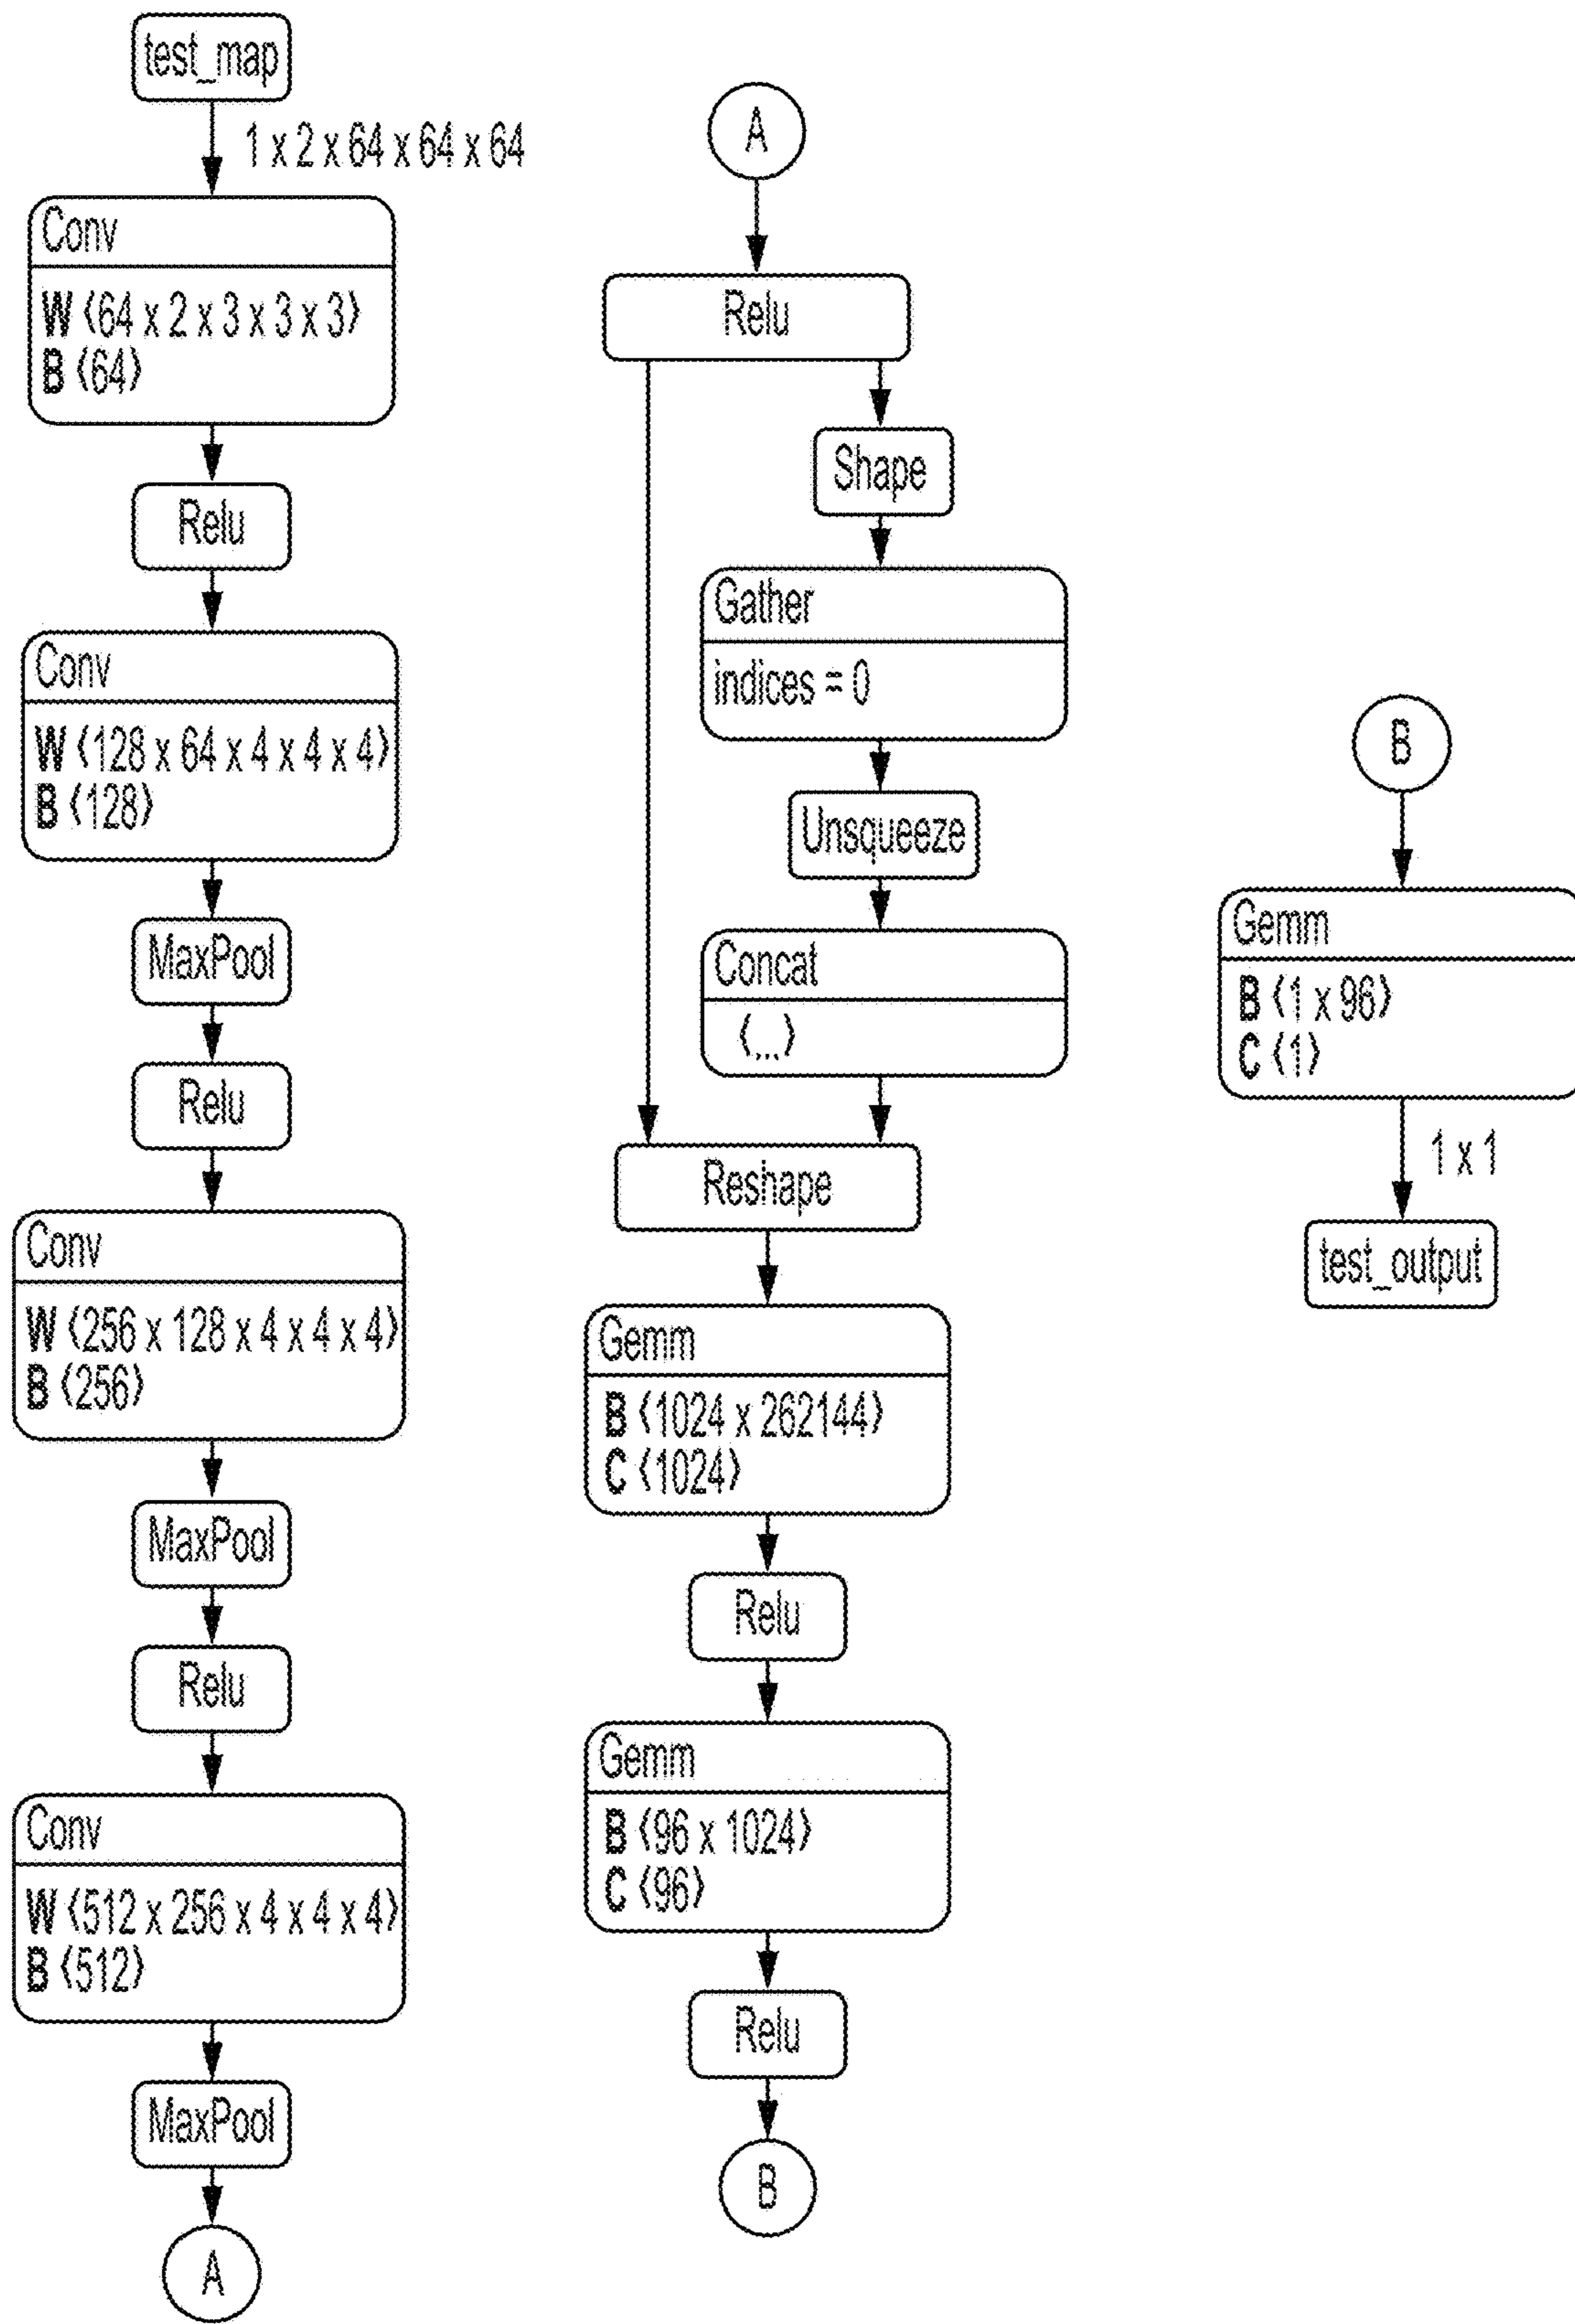 test_map
1 x 2 x 64 x 64 x 64
Conv
W ⟨64 x 2 x 3 x 3 x 3⟩
B ⟨64⟩
Relu
Conv
W ⟨128 x 64 x 4 x 4 x 4⟩
B ⟨128⟩
MaxPool
Relu
Conv
W ⟨256 x 128 x 4 x 4 x 4⟩
B ⟨256⟩
MaxPool
Relu
Conv
W ⟨512 x 256 x 4 x 4 x 4⟩
B ⟨512⟩
MaxPool
A
A
Relu
Shape
Gather
indices = 0
Unsqueeze
Concat
⟨...⟩
Reshape
Gemm
B ⟨1024 x 262144⟩
C ⟨1024⟩
Relu
Gemm
B ⟨96 x 1024⟩
C ⟨96⟩
Relu
B
B
Gemm
B ⟨1 x 96⟩
C ⟨1⟩
1 x 1
test_output